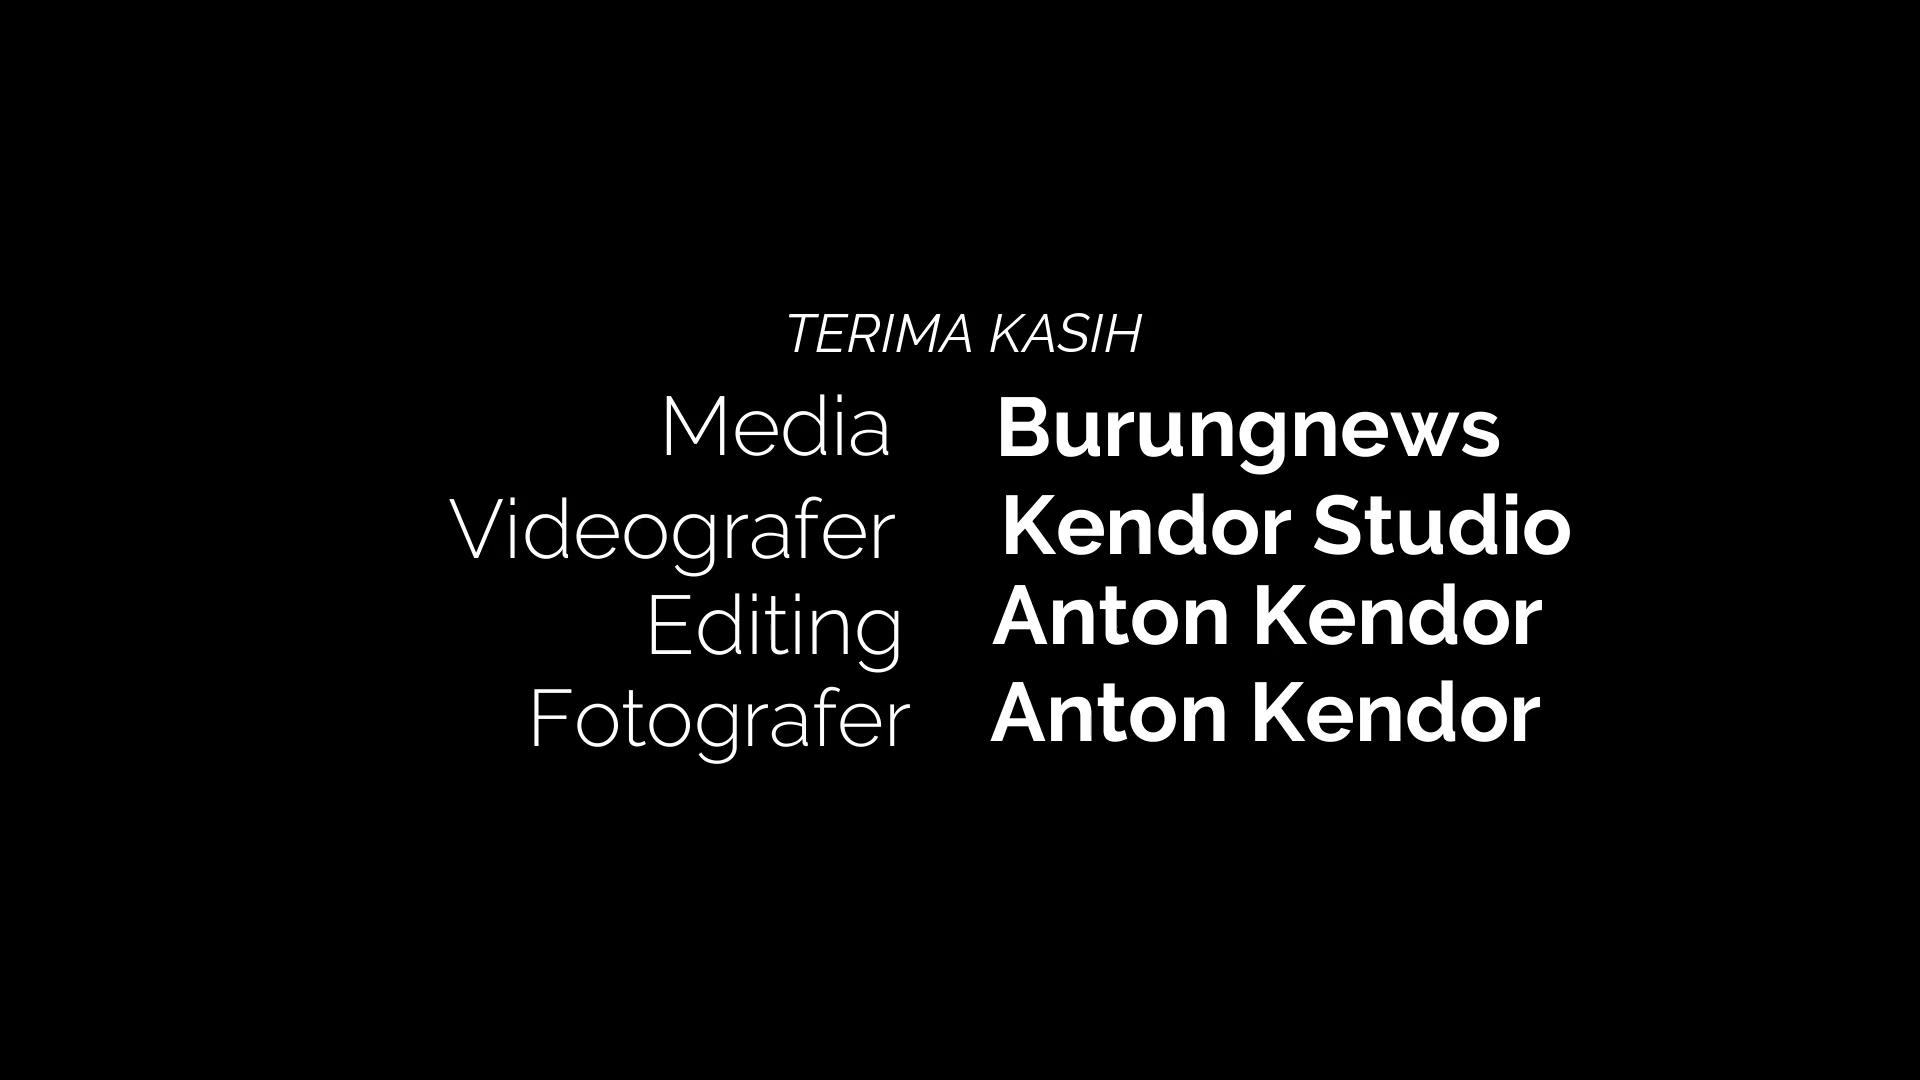 TERIMA KASIH
Media Burungnews
Videografer Kendor Studio
Editing Anton Kendor
Fotografer Anton Kendor